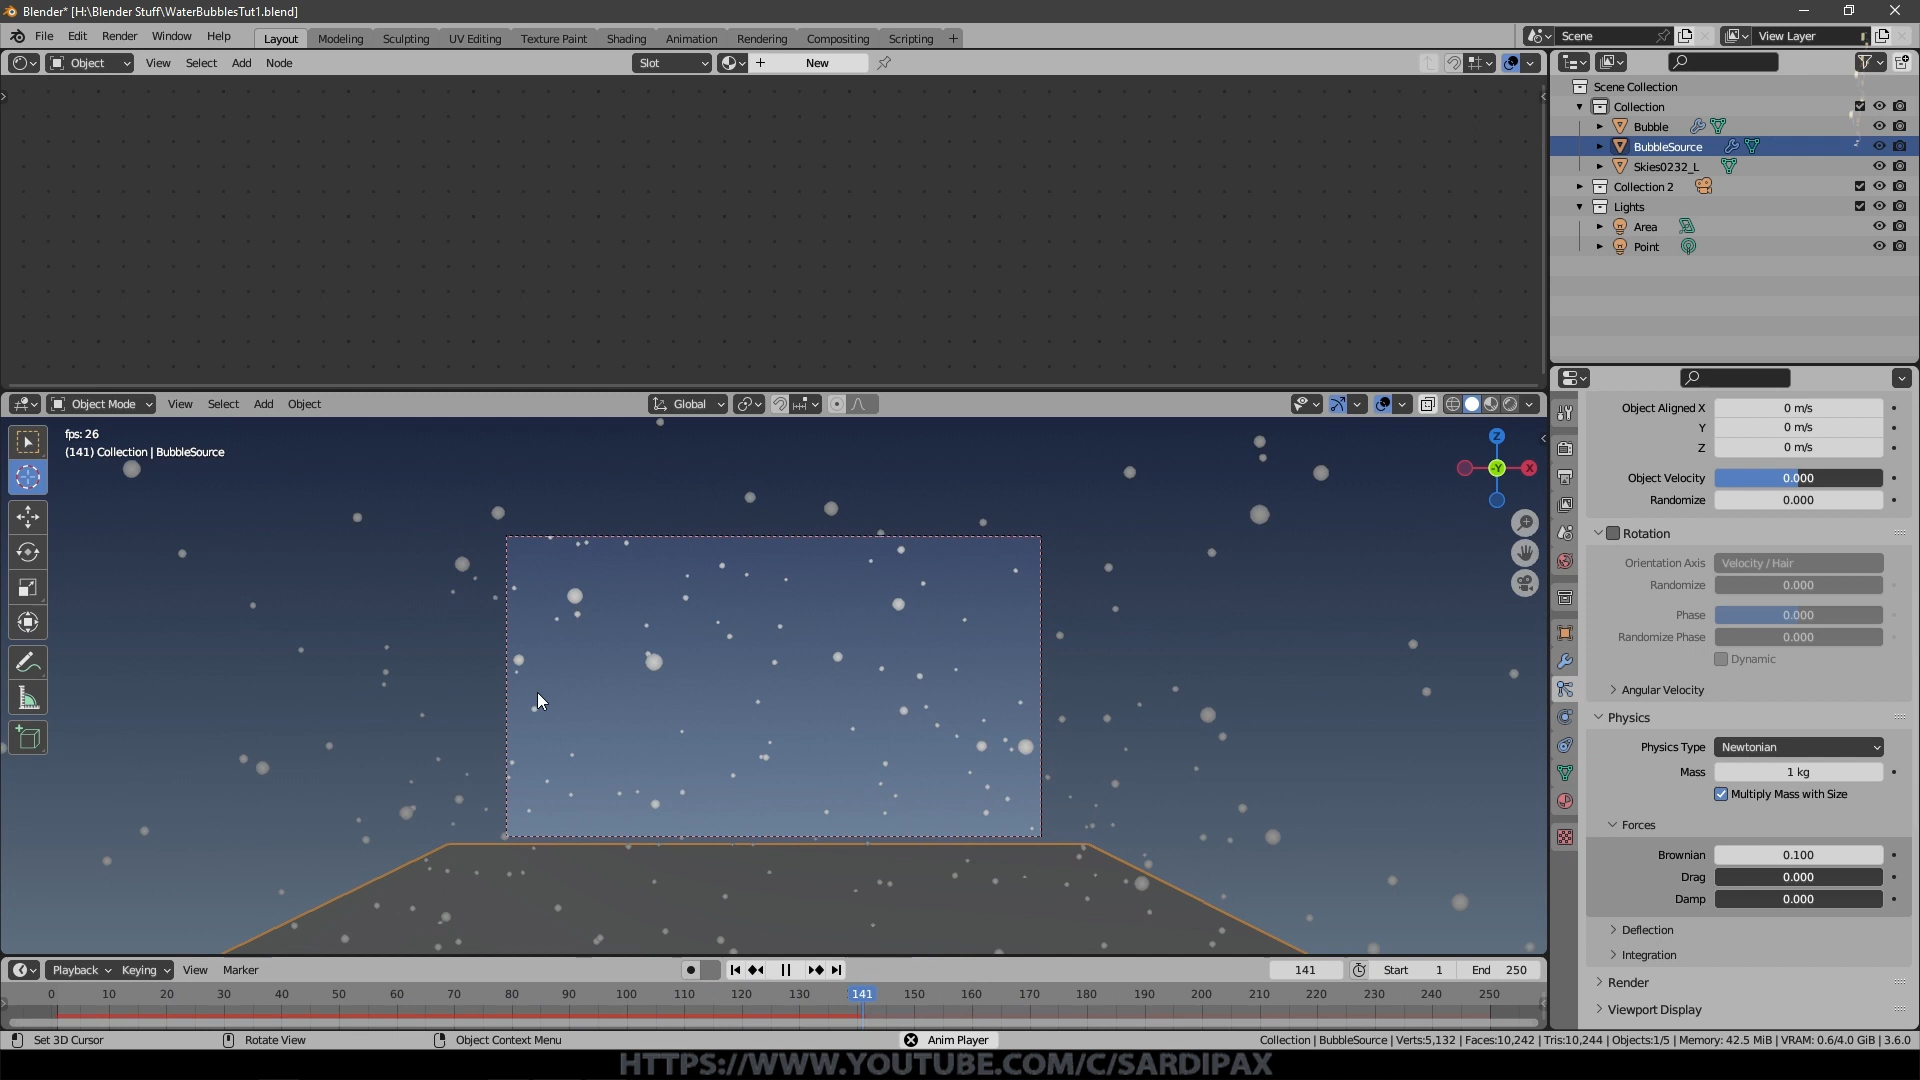 Blender* [H:\Blender Stuff\WaterBubblesTut1.blend]
File Edit Render Window Help
Layout Modeling Sculpting UV Editing Texture Paint Shading Animation Rendering Compositing Scripting +
Scene
View Layer
Object View Select Add Node
Slot
+ New
Scene Collection
Collection
Bubble
BubbleSource
Skies0232_L
Collection 2
Lights
Area
Point
Object Mode View Select Add Object
Global
fps: 26
(141) Collection | BubbleSource
Z
-Y
X
Object Aligned X 0 m/s
Y 0 m/s
Z 0 m/s
Object Velocity 0.000
Randomize 0.000
Rotation
Orientation Axis Velocity / Hair
Randomize 0.000
Phase 0.000
Randomize Phase 0.000
Dynamic
Angular Velocity
Physics
Physics Type Newtonian
Mass 1 kg
Multiply Mass with Size
Forces
Brownian 0.100
Drag 0.000
Damp 0.000
Deflection
Integration
Render
Viewport Display
Playback Keying View Marker
141 Start 1 End 250
0 10 20 30 40 50 60 70 80 90 100 110 120 130 141 150 160 170 180 190 200 210 220 230 240 250
Set 3D Cursor Rotate View Object Context Menu Anim Player Collection | BubbleSource | Verts:5,132 | Faces:10,242 | Tris:10,244 | Objects:1/5 | Memory: 42.5 MiB | VRAM: 0.6/4.0 GiB | 3.6.0
HTTPS://WWW.YOUTUBE.COM/C/SARDIPAX